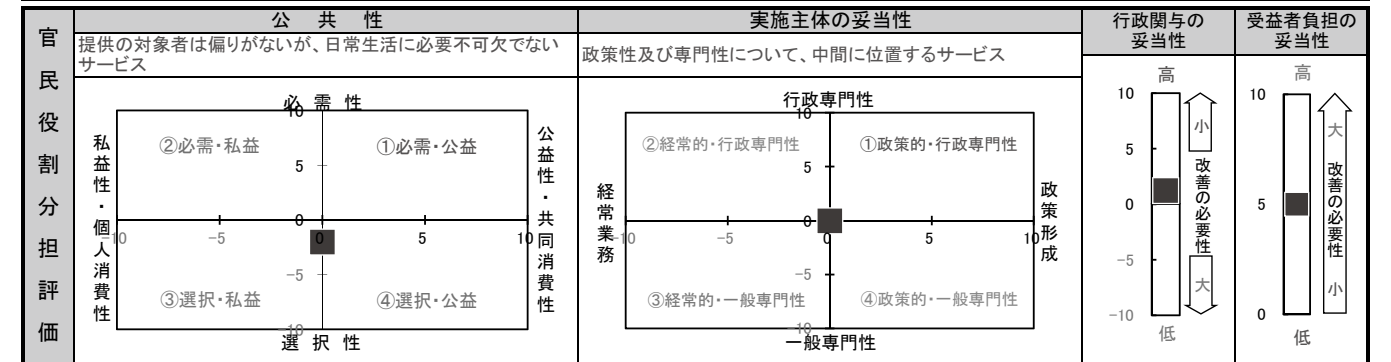 官民役割分担評価
公共性
提供の対象者は偏りがないが、日常生活に必要不可欠でない
サービス
必需性
10
②必需・私益
①必需・公益
私益性・個人消費性
公益性・共同消費性
5
0
-10
-5
0
5
10
-5
③選択・私益
④選択・公益
-10
選択性
実施主体の妥当性
政策性及び専門性について、中間に位置するサービス
行政専門性
10
②経常的・行政専門性
①政策的・行政専門性
5
経常業務
政策形成
0
-10
-5
0
5
10
-5
③経常的・一般専門性
④政策的・一般専門性
-10
一般専門性
行政関与の
妥当性
高
10
5
0
-5
-10
低
小
改善の必要性
大
受益者負担の
妥当性
高
10
5
0
低
大
改善の必要性
小